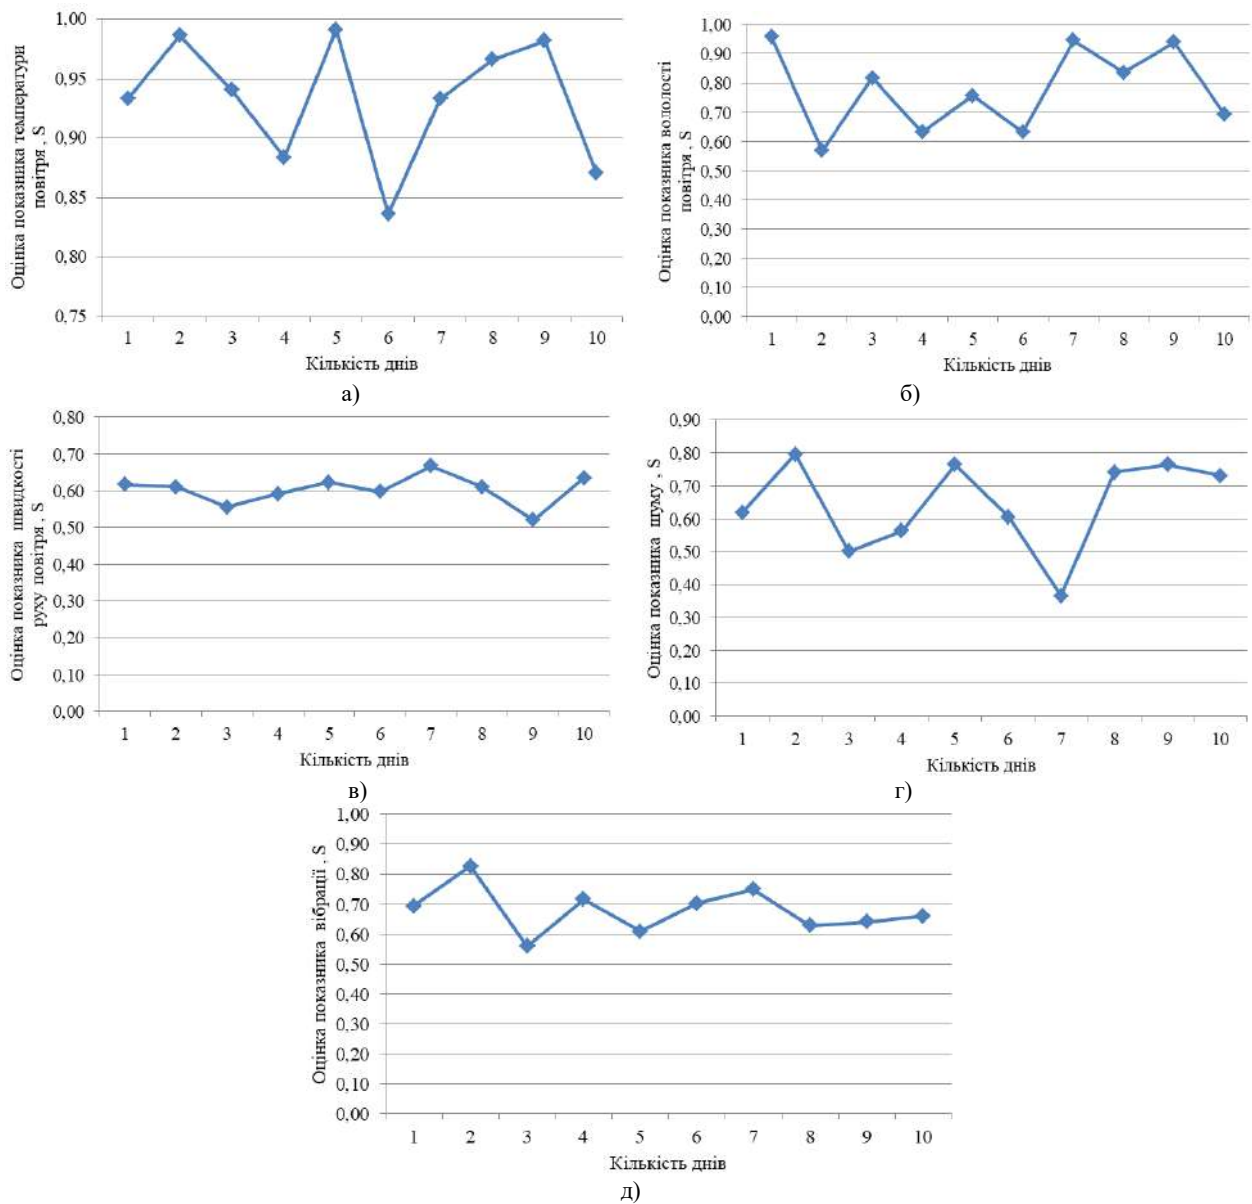 Оцінка показника температури
повітря , S
1,00
0,95
0,90
0,85
0,80
0,75
1 2 3 4 5 6 7 8 9 10
Кількість днів
а)
Оцінка показника вололості
повітря , S
1,00
0,90
0,80
0,70
0,60
0,50
0,40
0,30
0,20
0,10
0,00
1 2 3 4 5 6 7 8 9 10
Кількість днів
б)
Оцінка показника швидкості
руху повітря , S
0,80
0,70
0,60
0,50
0,40
0,30
0,20
0,10
0,00
1 2 3 4 5 6 7 8 9 10
Кількість днів
в)
Оцінка показника шуму , S
0,90
0,80
0,70
0,60
0,50
0,40
0,30
0,20
0,10
0,00
1 2 3 4 5 6 7 8 9 10
Кількість днів
г)
Оцінка показника вібрації , S
1,00
0,90
0,80
0,70
0,60
0,50
0,40
0,30
0,20
0,10
0,00
1 2 3 4 5 6 7 8 9 10
Кількість днів
д)